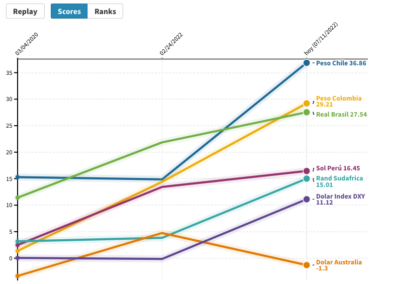 Replay
Scores
Ranks
03/04/2020
02/24/2022
hoy (07/11/2022)
35
30
25
20
15
10
5
0
Peso Chile 36.86
Peso Colombia
29.21
Real Brasil 27.54
Sol Perú 16.45
Rand Sudafrica
15.01
Dolar Index DXY
11.12
Dolar Australia
-1.3